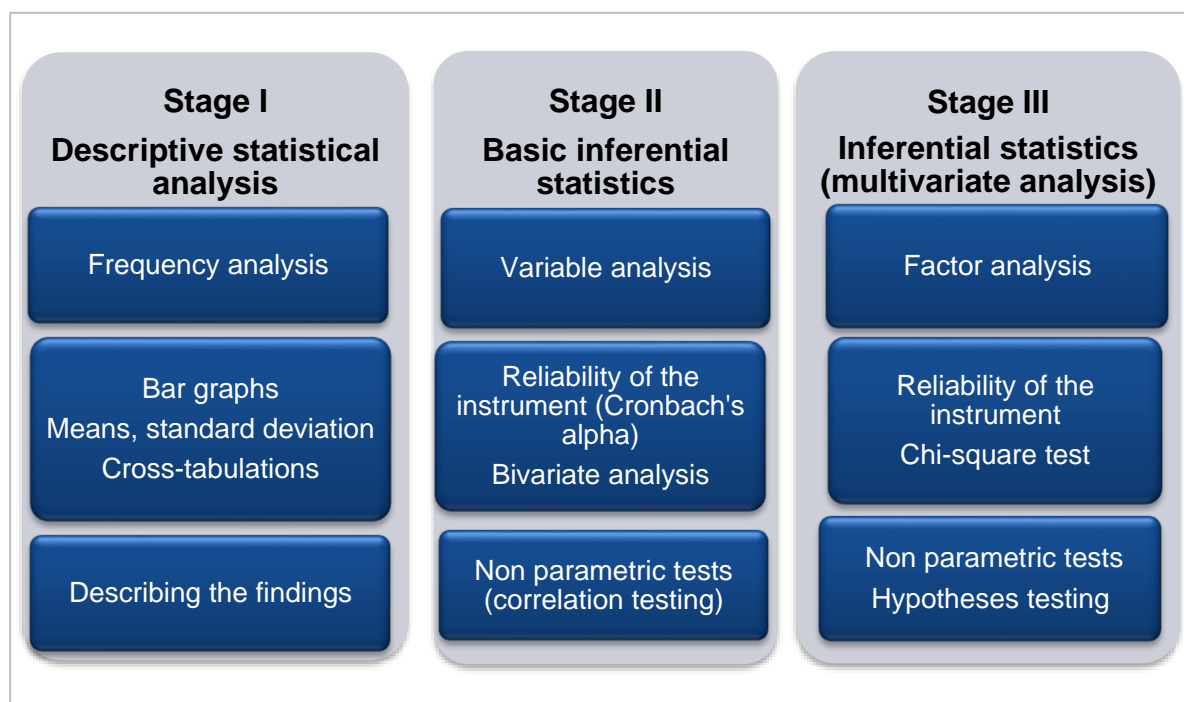 Stage I
Descriptive statistical
analysis
Frequency analysis
Bar graphs
Means, standard deviation
Cross-tabulations
Describing the findings
Stage II
Basic inferential
statistics
Variable analysis
Reliability of the
instrument (Cronbach's
alpha)
Bivariate analysis
Non parametric tests
(correlation testing)
Stage III
Inferential statistics
(multivariate analysis)
Factor analysis
Reliability of the
instrument
Chi-square test
Non parametric tests
Hypotheses testing